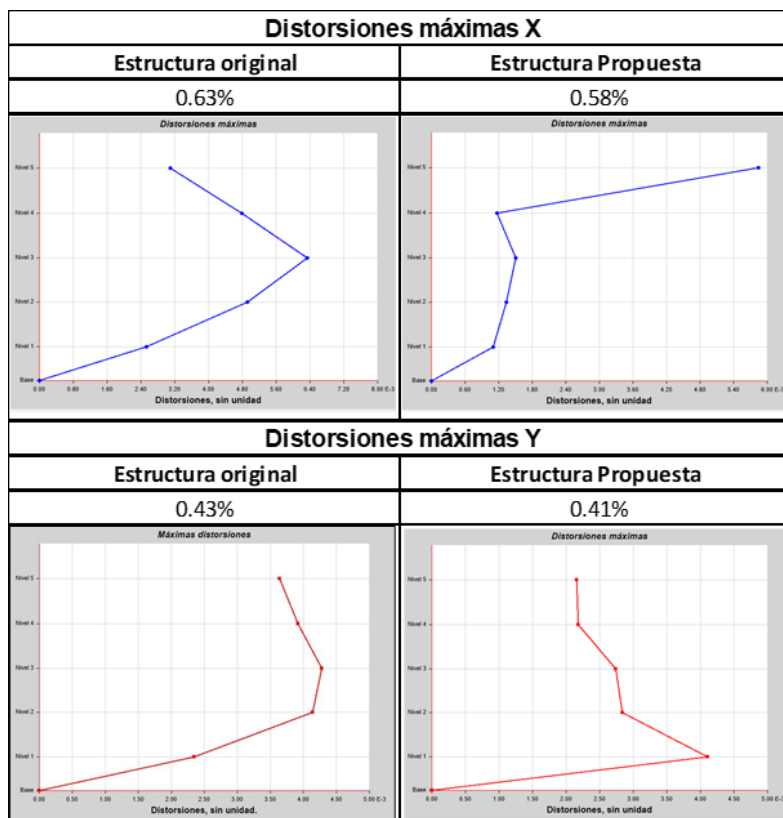 Distorsiones máximas X
Estructura original
Estructura Propuesta
0.63%
0.58%
Distorsiones máximas
Nivel 5
Nivel 4
Nivel 3
Nivel 2
Nivel 1
Base
0.00 0.80 1.60 2.40 3.20 4.00 4.80 5.60 6.40 7.20 8.00 E-3
Distorsiones, sin unidad
Distorsiones máximas
Nivel 5
Nivel 4
Nivel 3
Nivel 2
Nivel 1
Base
0.00 0.60 1.20 1.80 2.40 3.00 3.60 4.20 4.80 5.40 6.00 E-3
Distorsiones, sin unidad
Distorsiones máximas Y
Estructura original
Estructura Propuesta
0.43%
0.41%
Máximas distorsiones
Nivel 5
Nivel 4
Nivel 3
Nivel 2
Nivel 1
Base
0.00 0.50 1.00 1.50 2.00 2.50 3.00 3.50 4.00 4.50 5.00 E-3
Distorsiones, sin unidad.
Distorsiones máximas
Nivel 5
Nivel 4
Nivel 3
Nivel 2
Nivel 1
Base
0.00 0.50 1.00 1.50 2.00 2.50 3.00 3.50 4.00 4.50 5.00 E-3
Distorsiones, sin unidad